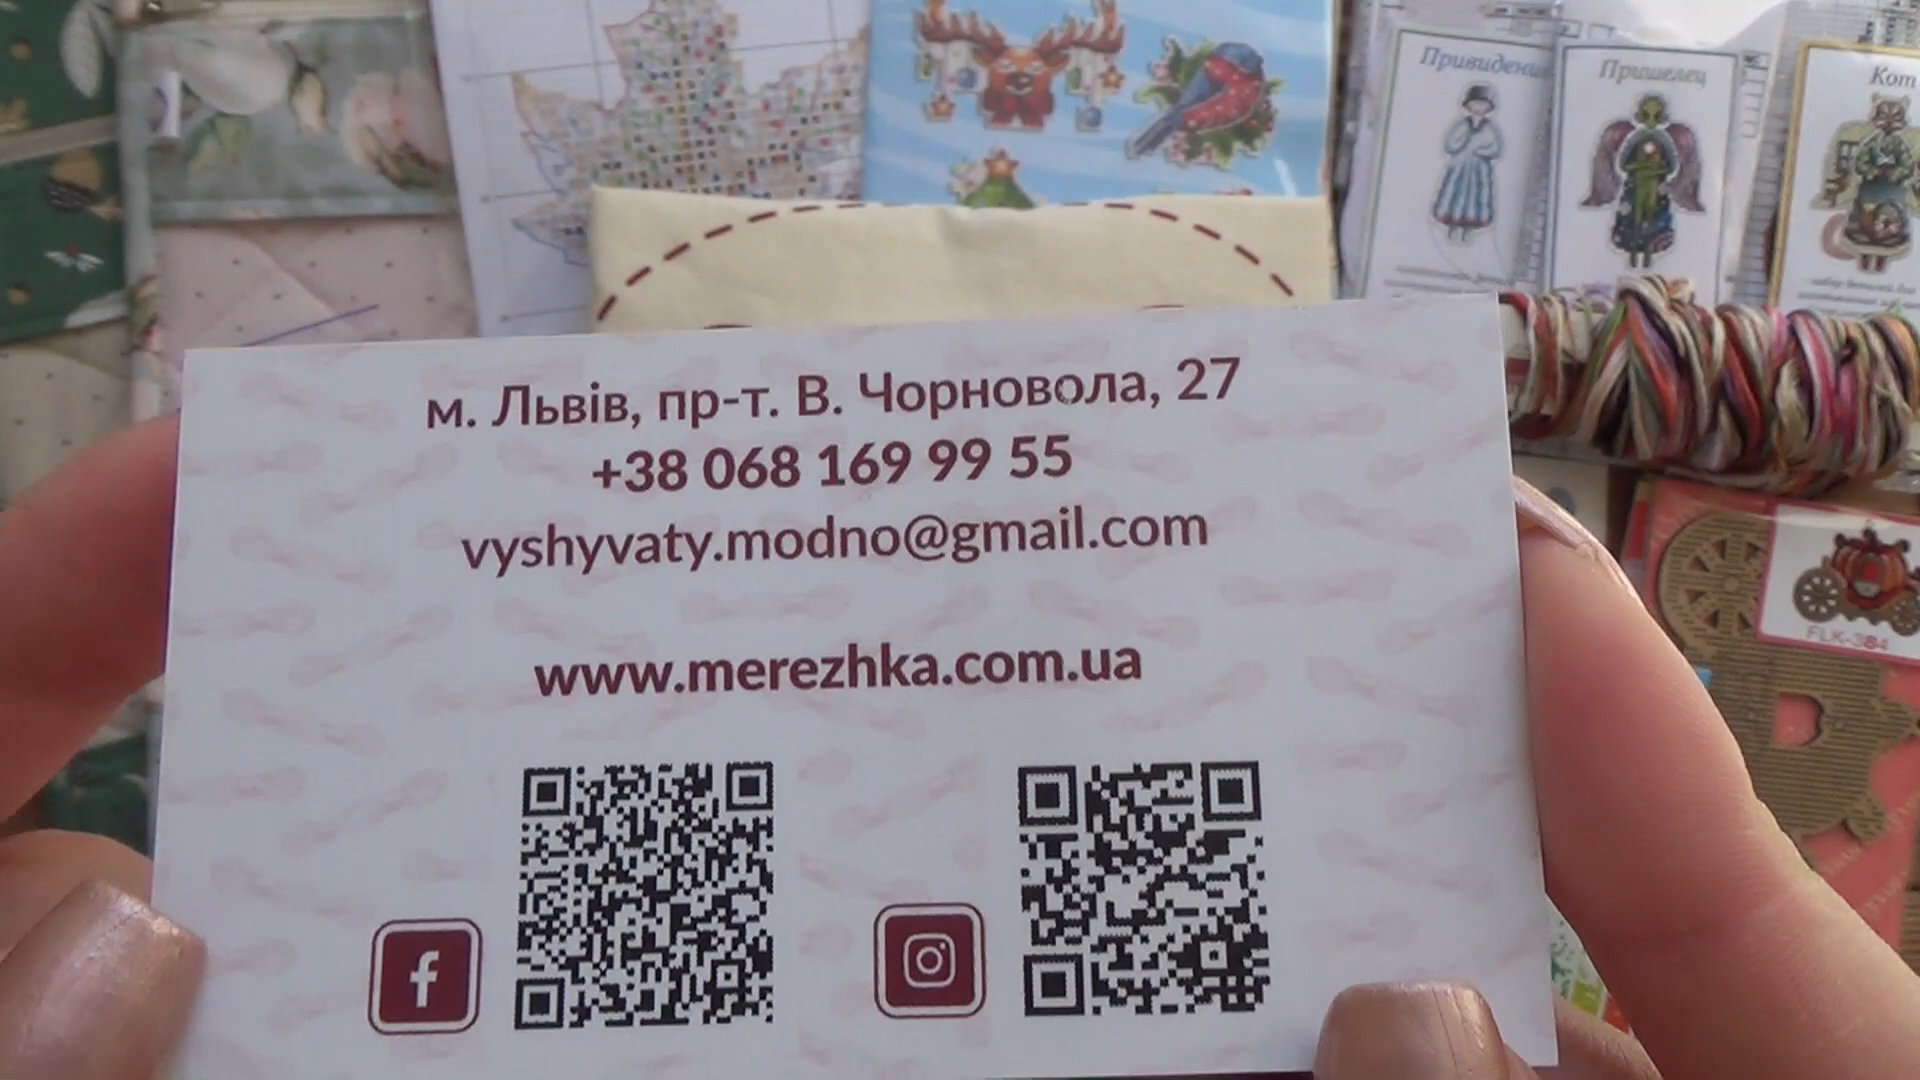 Привидение
Пришелец
Кот
м. Львів, пр-т. В. Чорновола, 27
+38 068 169 99 55
vyshyvaty.modno@gmail.com
www.merezhka.com.ua
FLK-384